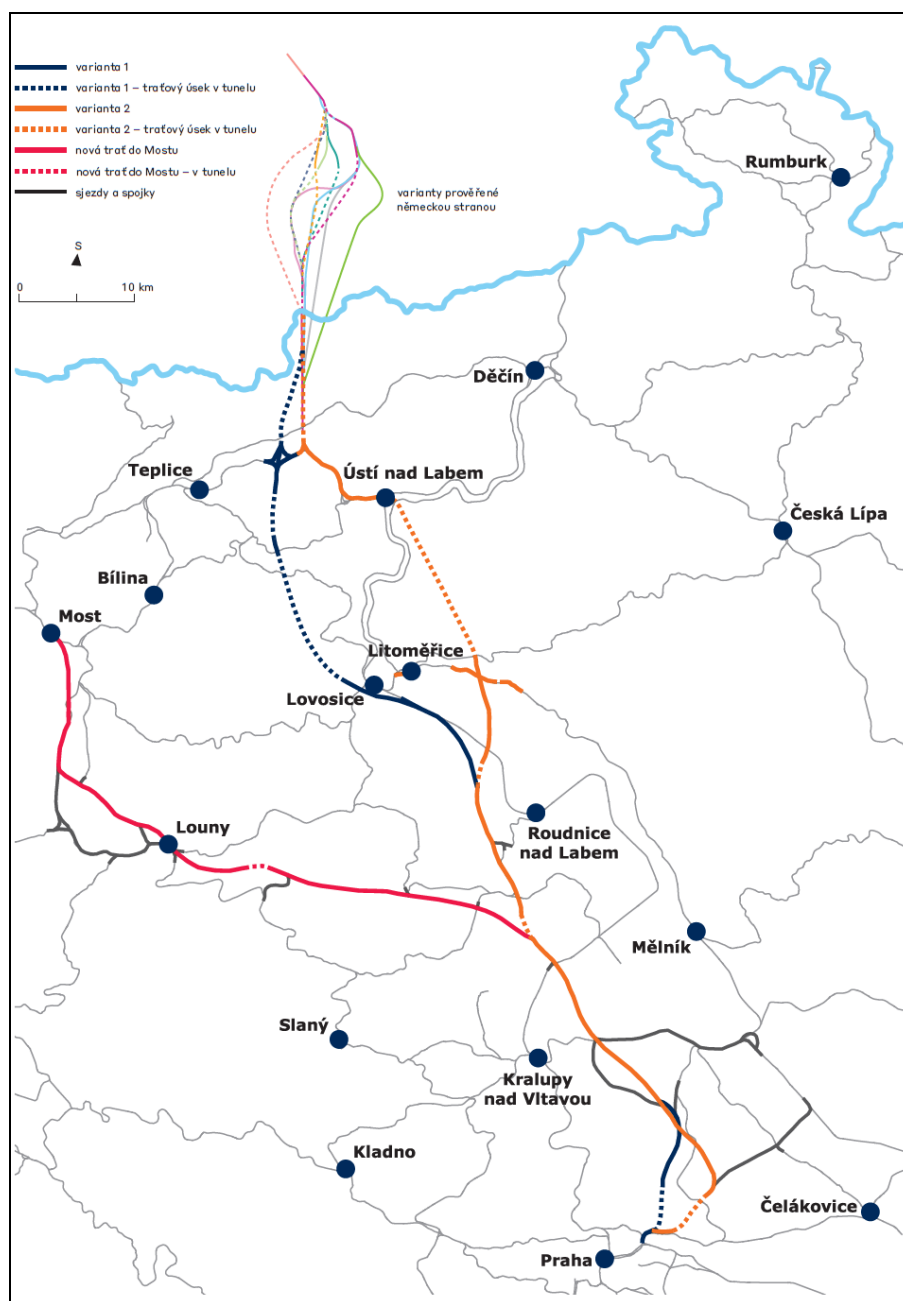 varianta 1
varianta 1 – traťový úsek v tunelu
varianta 2
varianta 2 – traťový úsek v tunelu
nová trať do Mostu
nová trať do Mostu – v tunelu
sjezdy a spojky
varianty prověřené
německou stranou
S
0 10 km
Rumburk
Děčín
Teplice
Ústí nad Labem
Česká Lípa
Bílina
Most
Litoměřice
Lovosice
Louny
Roudnice
nad Labem
Mělník
Slaný
Kralupy
nad Vltavou
Kladno
Čelákovice
Praha